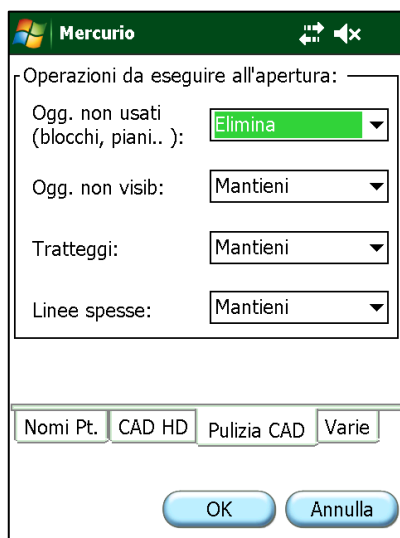 Mercurio
Operazioni da eseguire all'apertura:
Ogg. non usati
(blocchi, piani.. ):
Elimina
Ogg. non visib:
Mantieni
Tratteggi:
Mantieni
Linee spesse:
Mantieni
Nomi Pt.
CAD HD
Pulizia CAD
Varie
OK
Annulla